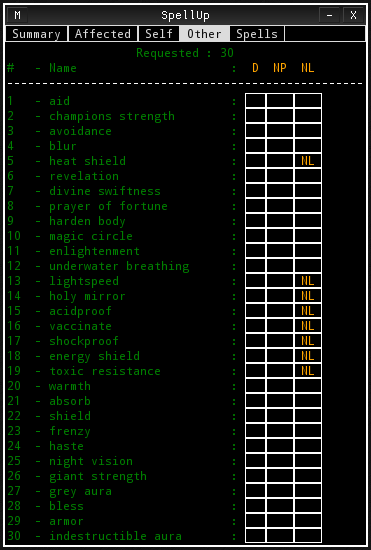 M SpellUp - X
Summary Affected Self Other Spells
Requested : 30
# - Name : D NP NL
1 - aid :
2 - champions strength :
3 - avoidance :
4 - blur :
5 - heat shield : NL
6 - revelation :
7 - divine swiftness :
8 - prayer of fortune :
9 - harden body :
10 - magic circle :
11 - enlightenment :
12 - underwater breathing :
13 - lightspeed : NL
14 - holy mirror : NL
15 - acidproof : NL
16 - vaccinate : NL
17 - shockproof : NL
18 - energy shield : NL
19 - toxic resistance : NL
20 - warmth :
21 - absorb :
22 - shield :
23 - frenzy :
24 - haste :
25 - night vision :
26 - giant strength :
27 - grey aura :
28 - bless :
29 - armor :
30 - indestructible aura :